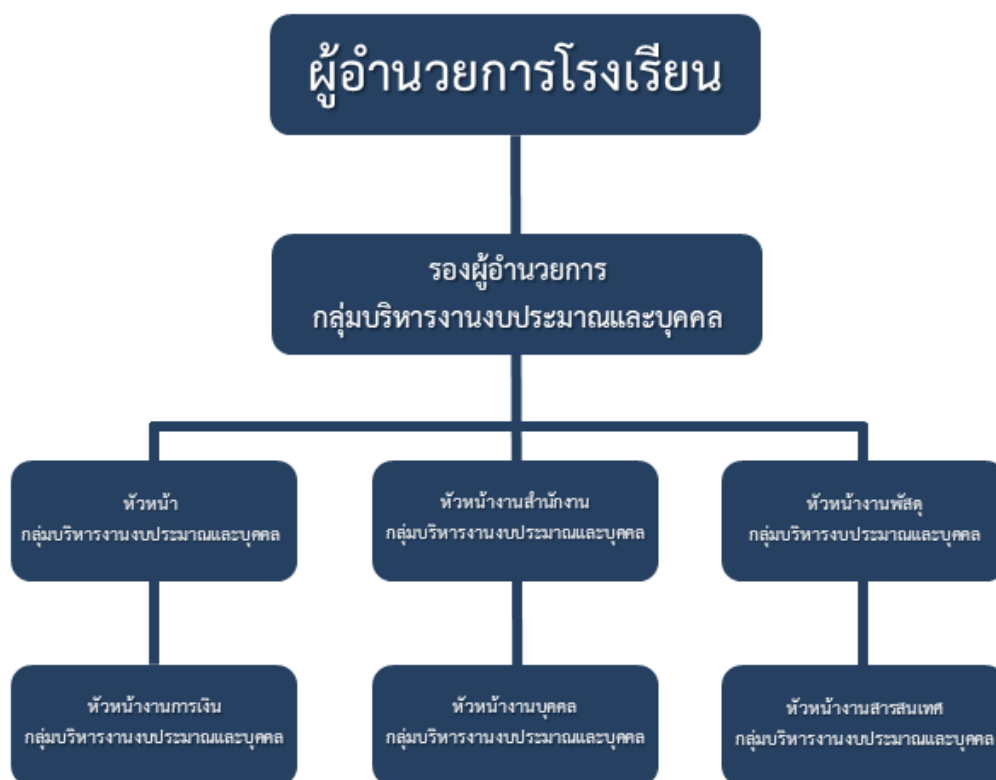 ผู้อำนวยการโรงเรียน
รองผู้อำนวยการ
กลุ่มบริหารงานงบประมาณและบุคคล
หัวหน้า
กลุ่มบริหารงานงบประมาณและบุคคล
หัวหน้างานสำนักงาน
กลุ่มบริหารงานงบประมาณและบุคคล
หัวหน้างานพัสดุ
กลุ่มบริหารงบประมาณและบุคคล
หัวหน้างานการเงิน
กลุ่มบริหารงานงบประมาณและบุคคล
หัวหน้างานบุคคล
กลุ่มบริหารงานงบประมาณและบุคคล
หัวหน้างานสารสนเทศ
กลุ่มบริหารงานงบประมาณและบุคคล